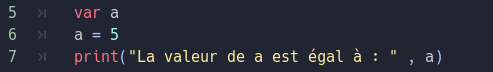 5 var a
6 a = 5
7 print("La valeur de a est égal à : " , a)